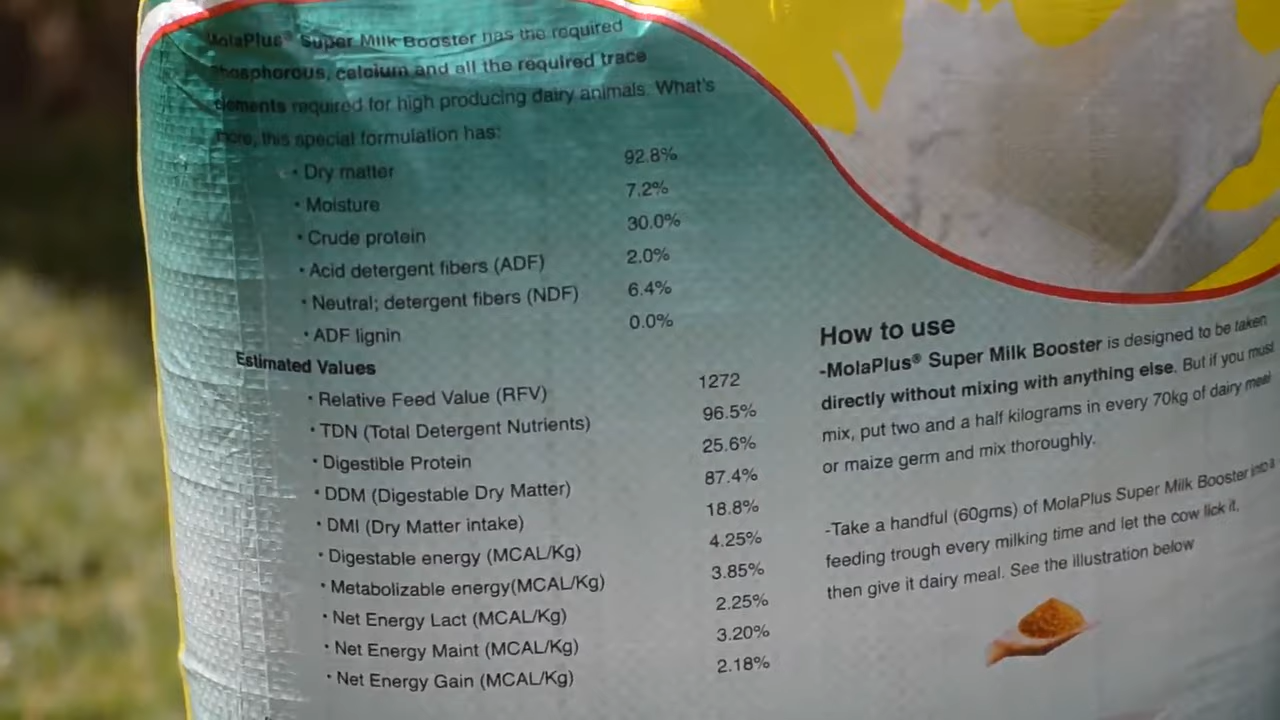 MolaPlus® Super Milk Booster has the required
phosphorous, calcium and all the required trace
elements required for high producing dairy animals. What's
more, this special formulation has:
• Dry matter 92.8%
• Moisture 7.2%
• Crude protein 30.0%
• Acid detergent fibers (ADF) 2.0%
• Neutral; detergent fibers (NDF) 6.4%
• ADF lignin 0.0%
Estimated Values
• Relative Feed Value (RFV) 1272
• TDN (Total Detergent Nutrients) 96.5%
• Digestible Protein 25.6%
• DDM (Digestable Dry Matter) 87.4%
• DMI (Dry Matter intake) 18.8%
• Digestable energy (MCAL/Kg) 4.25%
• Metabolizable energy(MCAL/Kg) 3.85%
• Net Energy Lact (MCAL/Kg) 2.25%
• Net Energy Maint (MCAL/Kg) 3.20%
• Net Energy Gain (MCAL/Kg) 2.18%
How to use
-MolaPlus® Super Milk Booster is designed to be taken
directly without mixing with anything else. But if you must
mix, put two and a half kilograms in every 70kg of dairy meal
or maize germ and mix thoroughly.
-Take a handful (60gms) of MolaPlus Super Milk Booster into
feeding trough every milking time and let the cow lick it,
then give it dairy meal. See the illustration below